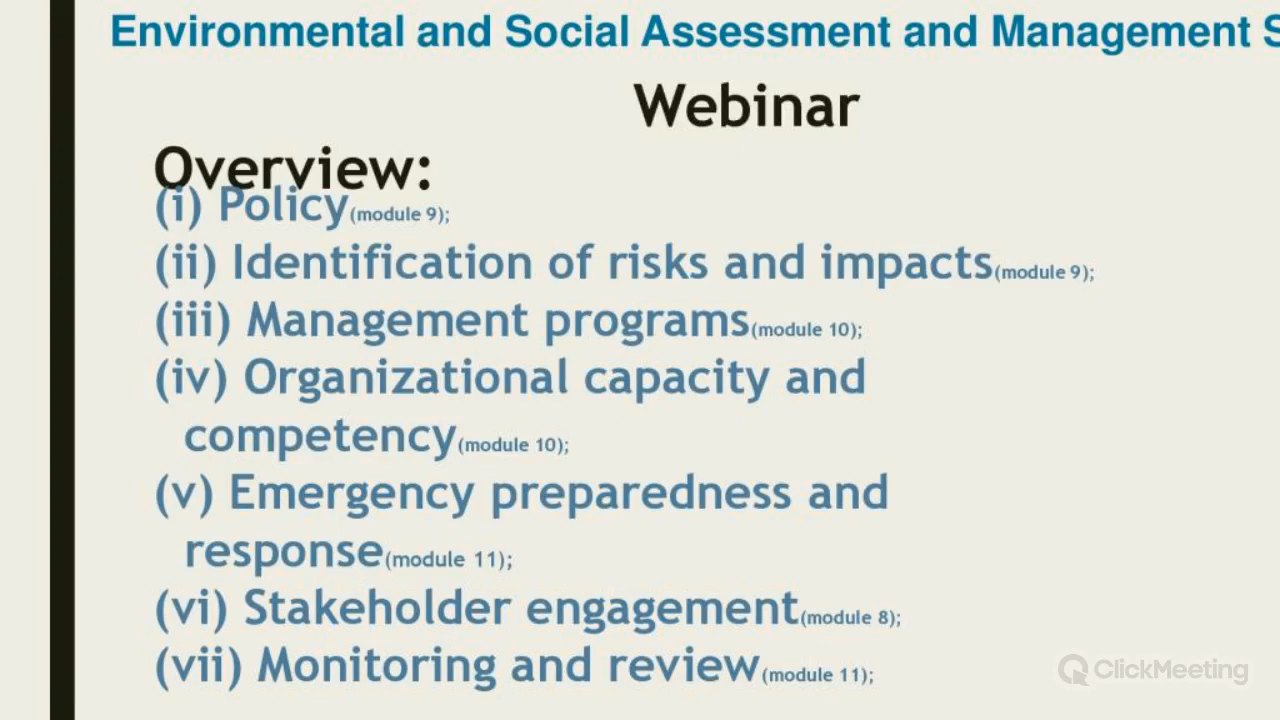 Environmental and Social Assessment and Management S
Webinar
Overview:
(i) Policy(module 9);
(ii) Identification of risks and impacts(module 9);
(iii) Management programs(module 10);
(iv) Organizational capacity and
competency(module 10);
(v) Emergency preparedness and
response(module 11);
(vi) Stakeholder engagement(module 8);
(vii) Monitoring and review(module 11);
ClickMeeting